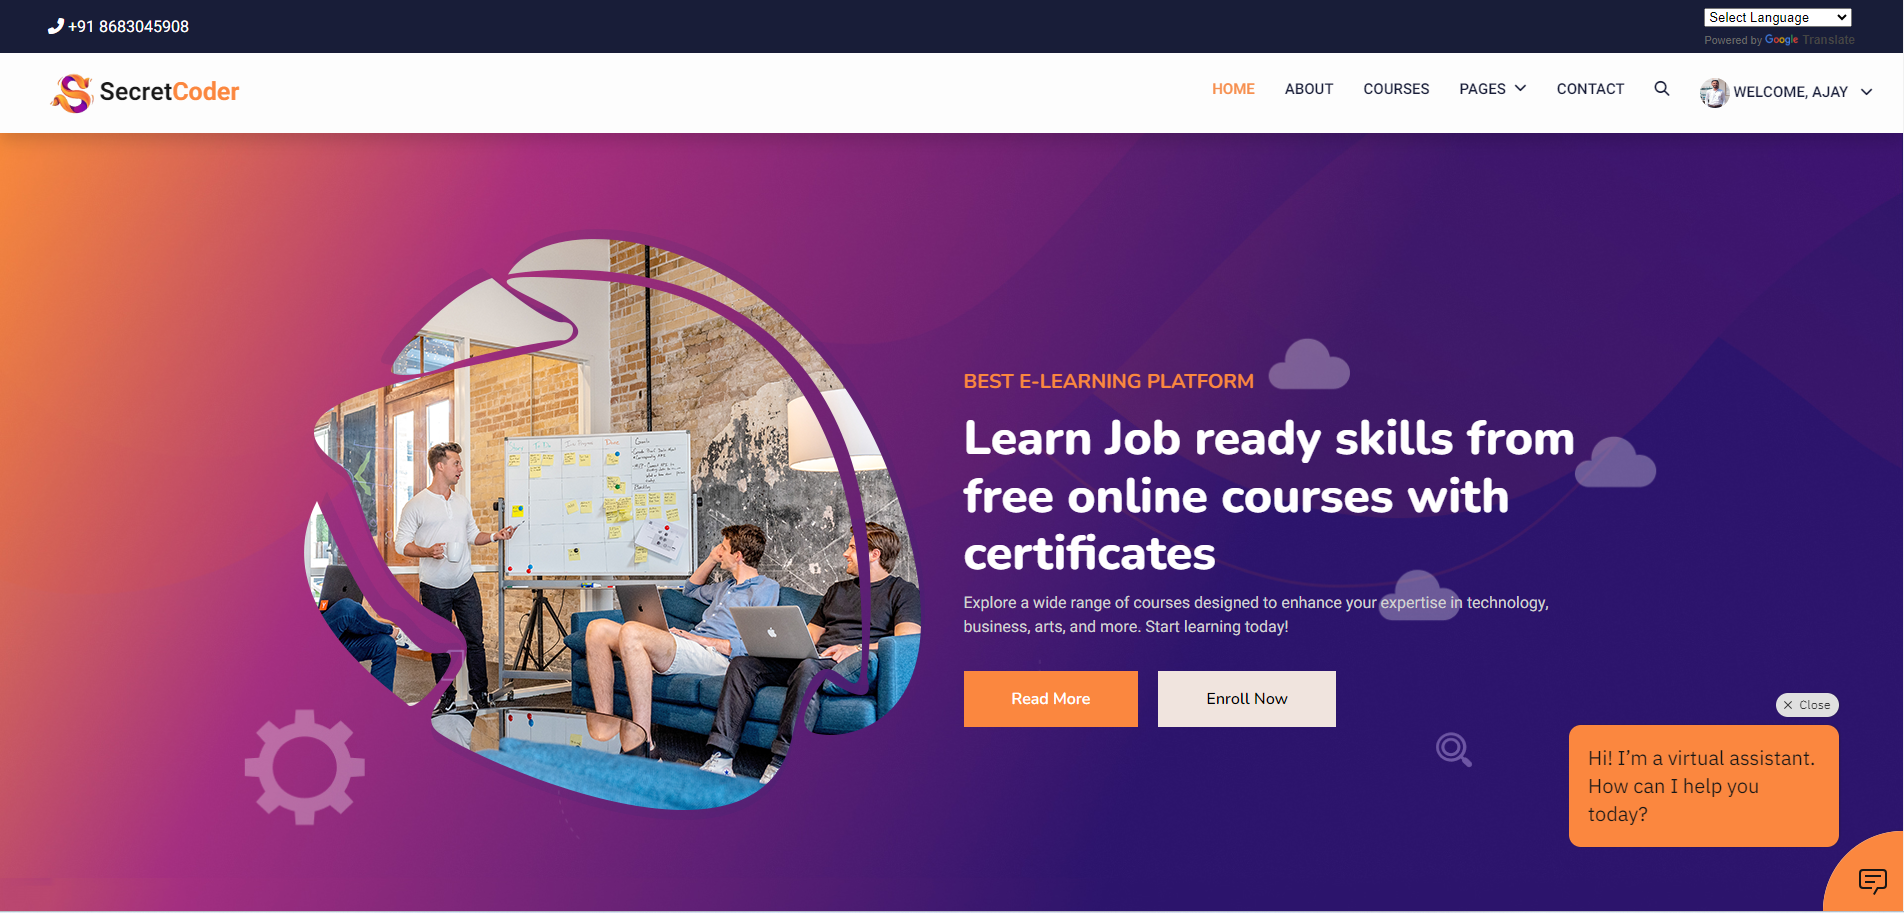 +91 8683045908
Select Language
Powered by Google Translate
SecretCoder
HOME
ABOUT
COURSES
PAGES
CONTACT
WELCOME, AJAY
BEST E-LEARNING PLATFORM
Learn Job ready skills from
free online courses with
certificates
Explore a wide range of courses designed to enhance your expertise in technology,
business, arts, and more. Start learning today!
Read More
Enroll Now
Close
Hi! I’m a virtual assistant.
How can I help you
today?